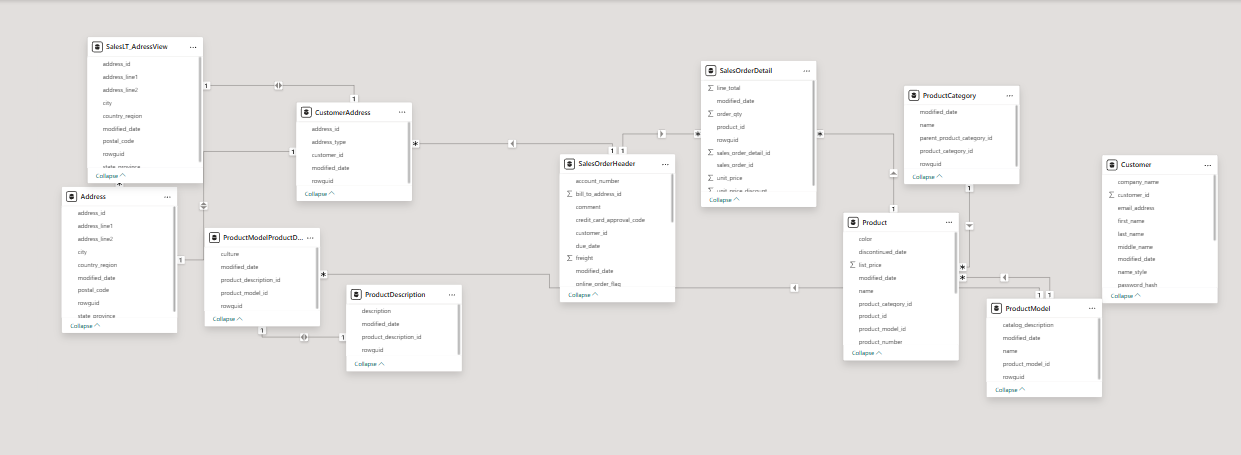 SalesLT_AdressView
address_id
address_line1
address_line2
city
country_region
modified_date
postal_code
rowguid
state_province
Collapse
Address
address_id
address_line1
address_line2
city
country_region
modified_date
postal_code
rowguid
state_province
Collapse
CustomerAddress
address_id
address_type
customer_id
modified_date
rowguid
Collapse
ProductModelProductD...
culture
modified_date
product_description_id
product_model_id
rowguid
Collapse
ProductDescription
description
modified_date
product_description_id
rowguid
Collapse
SalesOrderHeader
account_number
bill_to_address_id
comment
credit_card_approval_code
customer_id
due_date
freight
modified_date
online_order_flag
Collapse
SalesOrderDetail
line_total
modified_date
order_qty
product_id
rowguid
sales_order_detail_id
sales_order_id
unit_price
unit_price_discount
Collapse
Product
color
discontinued_date
list_price
modified_date
name
product_category_id
product_id
product_model_id
product_number
Collapse
ProductCategory
modified_date
name
parent_product_category_id
product_category_id
rowguid
Collapse
ProductModel
catalog_description
modified_date
name
product_model_id
rowguid
Collapse
Customer
company_name
customer_id
email_address
first_name
last_name
middle_name
modified_date
name_style
password_hash
Collapse
1
1
1
1
1
1
1
1
1
1
1
1